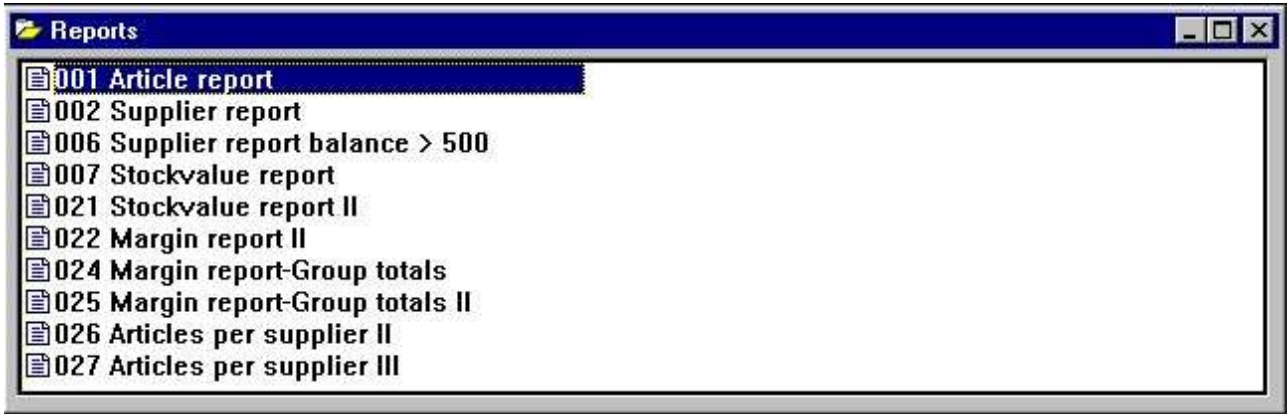 Reports
001 Article report
002 Supplier report
006 Supplier report balance > 500
007 Stockvalue report
021 Stockvalue report II
022 Margin report II
024 Margin report-Group totals
025 Margin report-Group totals II
026 Articles per supplier II
027 Articles per supplier III